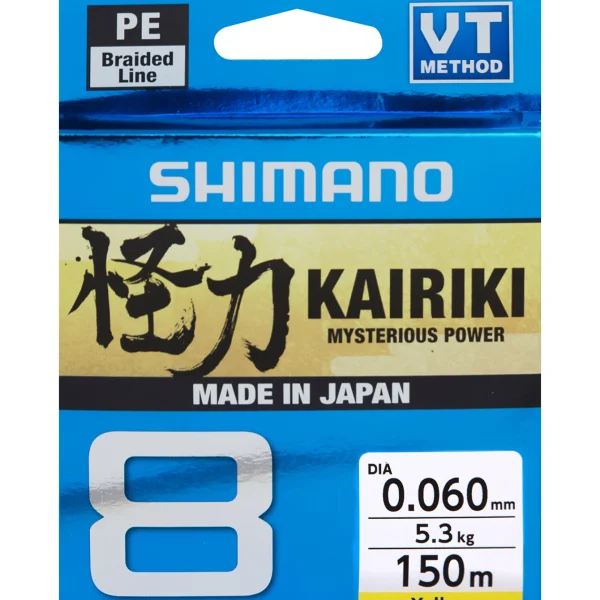 PE
Braided
Line
VT
METHOD
SHIMANO
怪力 KAIRIKI
MYSTERIOUS POWER
MADE IN JAPAN
8
DIA
0.060mm
5.3kg
150m